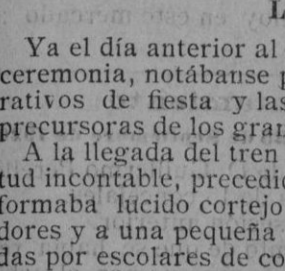 Ya el día anterior al
ceremonia, notábanse
rativos de fiesta y las
precursoras de los gran
A la llegada del tren
tud incontable, precedi
formaba lucido cortejo
dores y a una pequeña
das por escolares de co